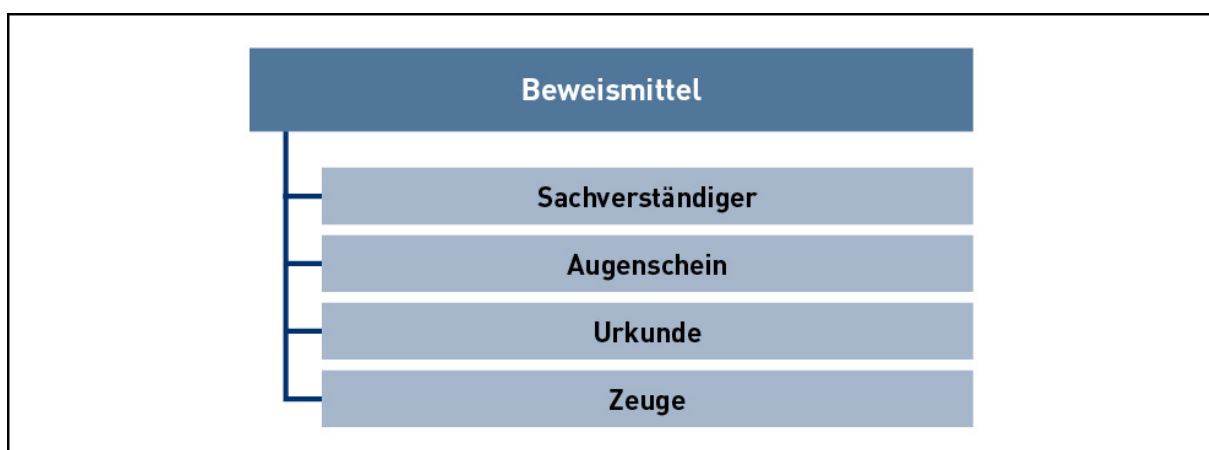 Beweismittel
Sachverständiger
Augenschein
Urkunde
Zeuge